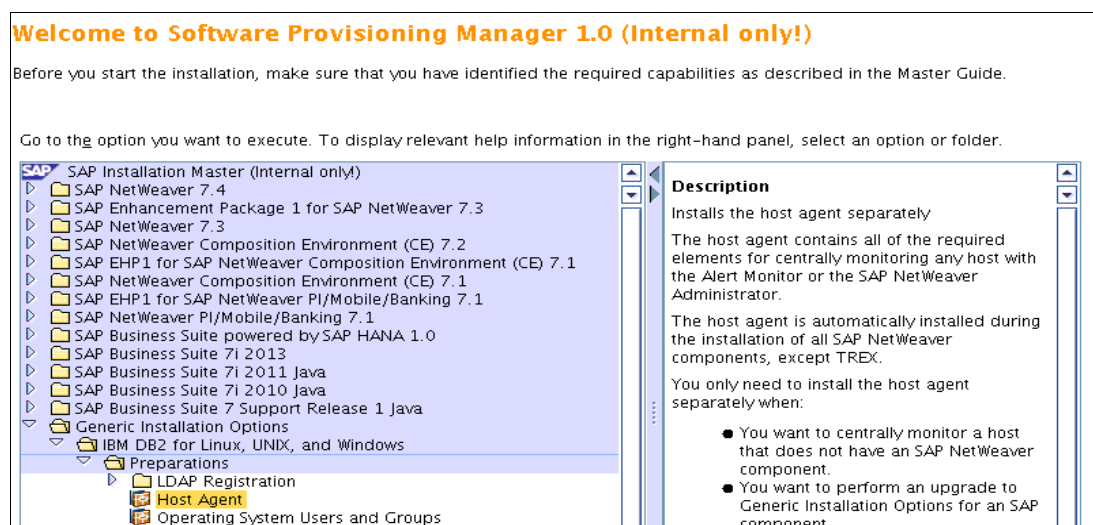 Welcome to Software Provisioning Manager 1.0 (Internal only!)
Before you start the installation, make sure that you have identified the required capabilities as described in the Master Guide.
Go to the option you want to execute. To display relevant help information in the right-hand panel, select an option or folder.
SAP SAP Installation Master (Internal only!)
SAP NetWeaver 7.4
SAP Enhancement Package 1 for SAP NetWeaver 7.3
SAP NetWeaver 7.3
SAP NetWeaver Composition Environment (CE) 7.2
SAP EHP1 for SAP NetWeaver Composition Environment (CE) 7.1
SAP NetWeaver Composition Environment (CE) 7.1
SAP EHP1 for SAP NetWeaver PI/Mobile/Banking 7.1
SAP NetWeaver PI/Mobile/Banking 7.1
SAP Business Suite powered by SAP HANA 1.0
SAP Business Suite 7i 2013
SAP Business Suite 7i 2011 Java
SAP Business Suite 7i 2010 Java
SAP Business Suite 7 Support Release 1 Java
Generic Installation Options
IBM DB2 for Linux, UNIX, and Windows
Preparations
LDAP Registration
Host Agent
Operating System Users and Groups
Description
Installs the host agent separately
The host agent contains all of the required
elements for centrally monitoring any host with
the Alert Monitor or the SAP NetWeaver
Administrator.
The host agent is automatically installed during
the installation of all SAP NetWeaver
components, except TREX.
You only need to install the host agent
separately when:
You want to centrally monitor a host
that does not have an SAP NetWeaver
component.
You want to perform an upgrade to
Generic Installation Options for an SAP
component